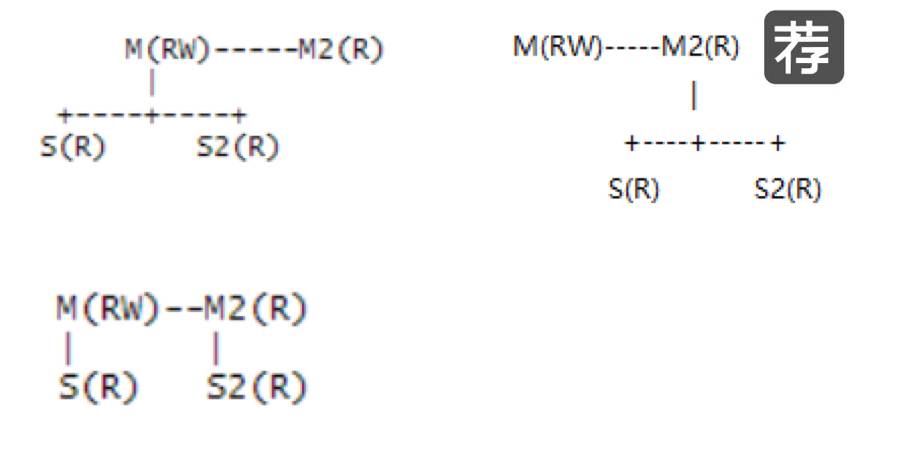 M(RW)-----M2(R)
|
+----+----+
S(R) S2(R)
M(RW)-----M2(R)
荐
|
+----+-----+
S(R) S2(R)
M(RW)--M2(R)
| |
S(R) S2(R)